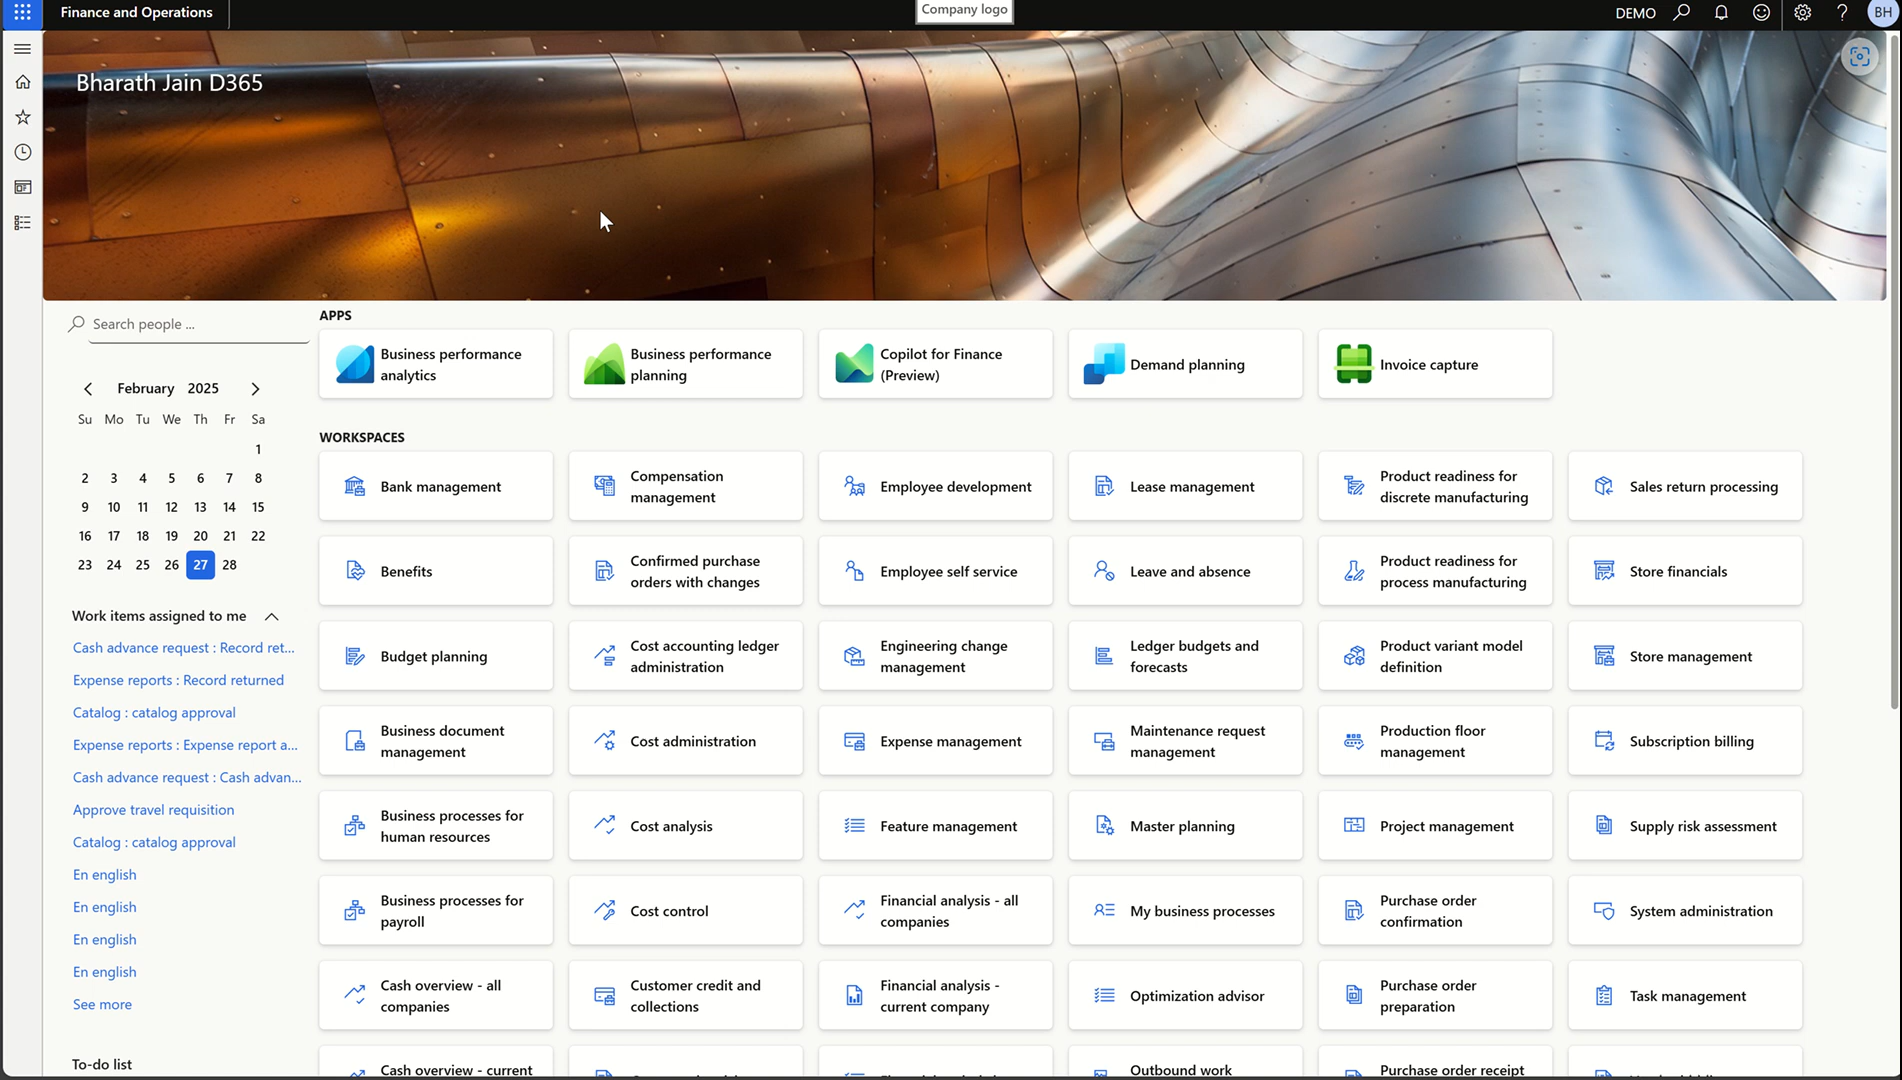 Finance and Operations
Company logo
DEMO
BH
Bharath Jain D365
Search people ...
February 2025
Su Mo Tu We Th Fr Sa
1
2 3 4 5 6 7 8
9 10 11 12 13 14 15
16 17 18 19 20 21 22
23 24 25 26 27 28
Work items assigned to me
Cash advance request : Record ret...
Expense reports : Record returned
Catalog : catalog approval
Expense reports : Expense report a...
Cash advance request : Cash advan...
Approve travel requisition
Catalog : catalog approval
En english
En english
En english
En english
See more
To-do list
APPS
Business performance
analytics
Business performance
planning
Copilot for Finance
(Preview)
Demand planning
Invoice capture
WORKSPACES
Bank management
Compensation
management
Employee development
Lease management
Product readiness for
discrete manufacturing
Sales return processing
Benefits
Confirmed purchase
orders with changes
Employee self service
Leave and absence
Product readiness for
process manufacturing
Store financials
Budget planning
Cost accounting ledger
administration
Engineering change
management
Ledger budgets and
forecasts
Product variant model
definition
Store management
Business document
management
Cost administration
Expense management
Maintenance request
management
Production floor
management
Subscription billing
Business processes for
human resources
Cost analysis
Feature management
Master planning
Project management
Supply risk assessment
Business processes for
payroll
Cost control
Financial analysis - all
companies
My business processes
Purchase order
confirmation
System administration
Cash overview - all
companies
Customer credit and
collections
Financial analysis -
current company
Optimization advisor
Purchase order
preparation
Task management
Cash overview - current
Outbound work
Purchase order receipt